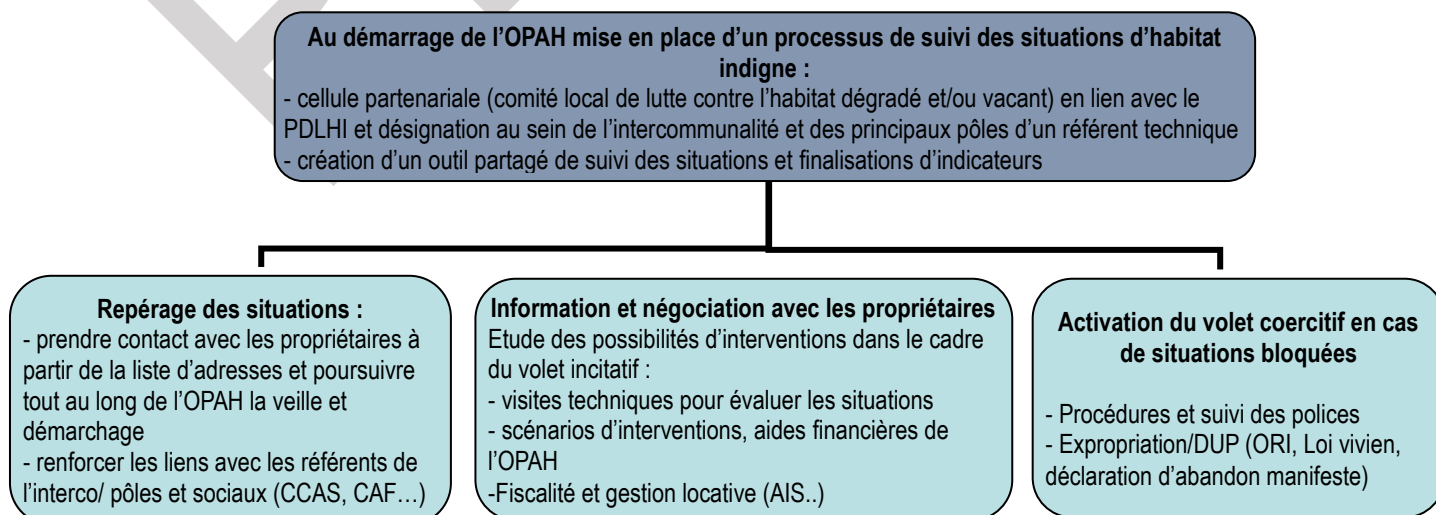 Au démarrage de l'OPAH mise en place d'un processus de suivi des situations d'habitat
indigne :
- cellule partenariale (comité local de lutte contre l'habitat dégradé et/ou vacant) en lien avec le
PDLHI et désignation au sein de l'intercommunalité et des principaux pôles d'un référent technique
- création d'un outil partagé de suivi des situations et finalisations d'indicateurs
Repérage des situations :
- prendre contact avec les propriétaires à
partir de la liste d'adresses et poursuivre
tout au long de l'OPAH la veille et
démarchage
- renforcer les liens avec les référents de
l'interco/ pôles et sociaux (CCAS, CAF…)
Information et négociation avec les propriétaires
Etude des possibilités d'interventions dans le cadre
du volet incitatif :
- visites techniques pour évaluer les situations
- scénarios d'interventions, aides financières de
l'OPAH
-Fiscalité et gestion locative (AIS..)
Activation du volet coercitif en cas
de situations bloquées
- Procédures et suivi des polices
- Expropriation/DUP (ORI, Loi vivien,
déclaration d'abandon manifeste)